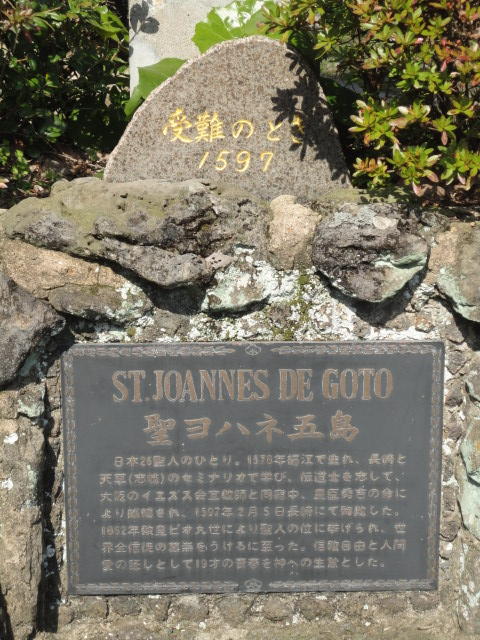 受難のとき
1597
ST.JOANNES DE GOTO
聖ヨハネ五島
日本26聖人のひとり。1578年 で生れ、長崎と
天草(志岐)のセミナリオで学び、伝道士を志して、
大阪のイエズス会宣教師と同宿中、豊臣秀吉の命に
より捕縛され、1597年2月5日長崎にて殉教した。
1862年教皇ピオ九世により聖人の位に挙げられ、世
界全信徒の崇敬をうけるに至った。信教自由と人間
愛の証しとして19才の青春を神への生贄とした。